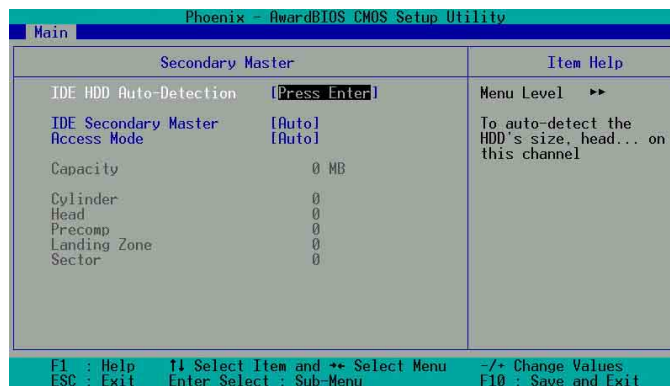 Phoenix - AwardBIOS CMOS Setup Utility
Main
Secondary Master
Item Help
IDE HDD Auto-Detection [Press Enter]
Menu Level ▸▸
IDE Secondary Master [Auto]
To auto-detect the
Access Mode [Auto]
HDD's size, head... on
this channel
Capacity 0 MB
Cylinder 0
Head 0
Precomp 0
Landing Zone 0
Sector 0
F1 : Help ↑↓ Select Item and →← Select Menu -/+ Change Values
ESC : Exit Enter Select : Sub-Menu F10 : Save and Exit